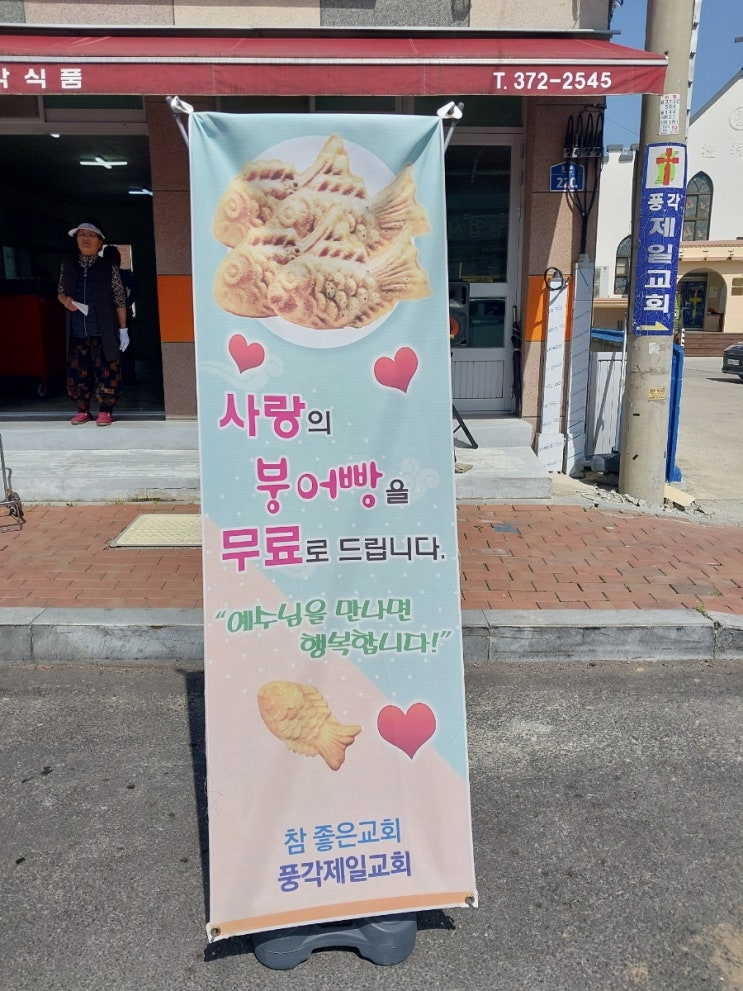 식품
T. 372-2545
220
풍각
제일교회
사랑의
붕어빵을
무료로 드립니다.
“예수님을 만나면
행복합니다!”
참 좋은교회
풍각제일교회